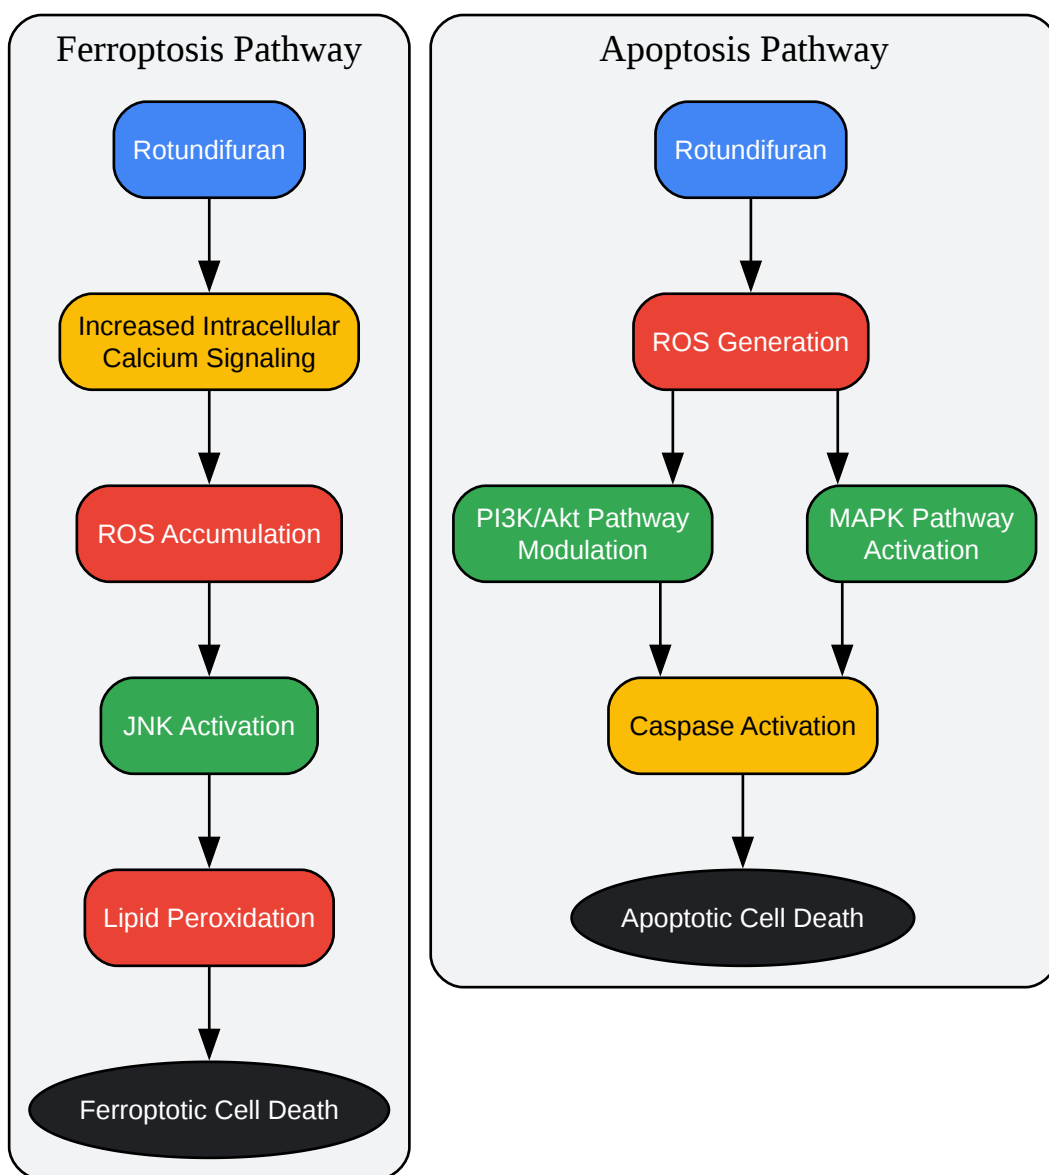 Ferroptosis Pathway
Rotundifuran
Increased Intracellular
Calcium Signaling
ROS Accumulation
JNK Activation
Lipid Peroxidation
Ferroptotic Cell Death
Apoptosis Pathway
Rotundifuran
ROS Generation
PI3K/Akt Pathway
Modulation
MAPK Pathway
Activation
Caspase Activation
Apoptotic Cell Death